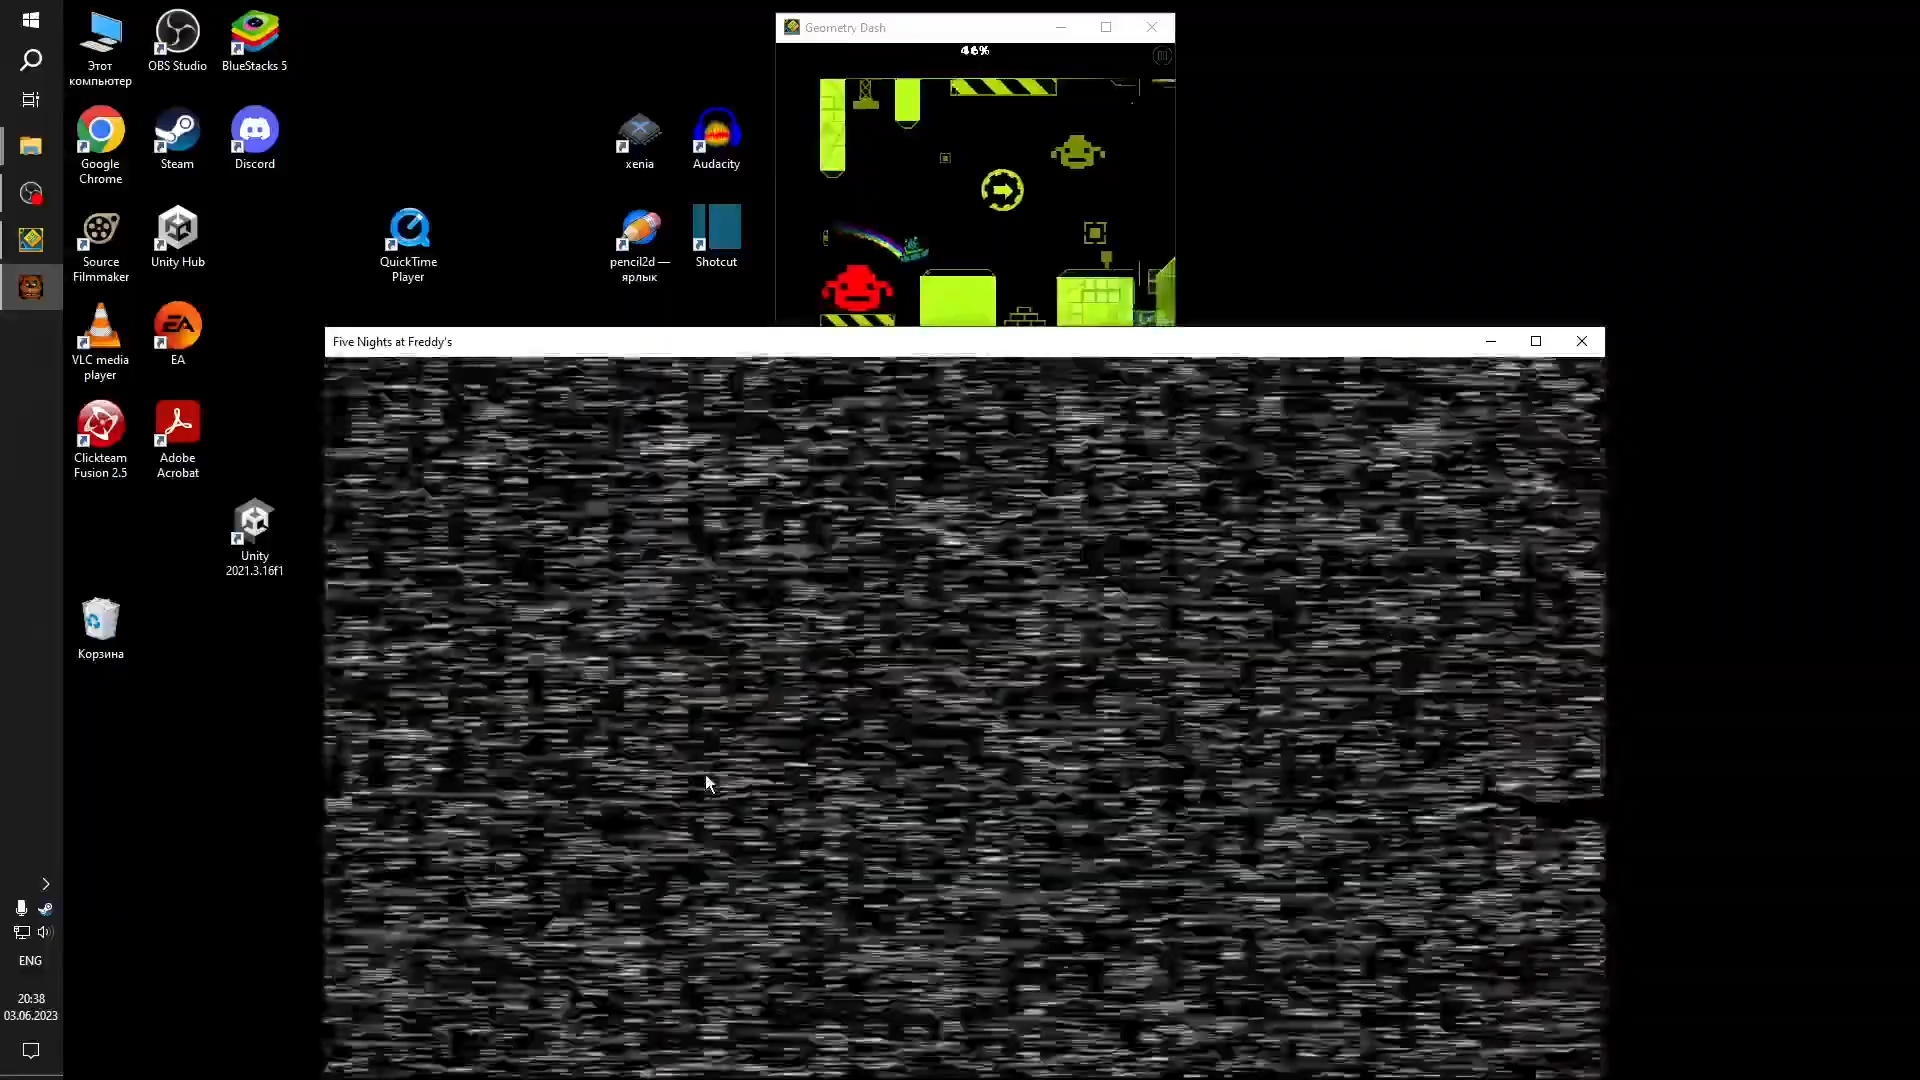 Этот
компьютер
OBS Studio
BlueStacks 5
Google
Chrome
Steam
Discord
Source
Filmmaker
Unity Hub
VLC media
player
EA
Clickteam
Fusion 2.5
Adobe
Acrobat
Unity
2021.3.16f1
Корзина
QuickTime
Player
xenia
Audacity
pencil2d —
ярлык
Shotcut
Geometry Dash
46%
Five Nights at Freddy's
ENG
20:38
03.06.2023